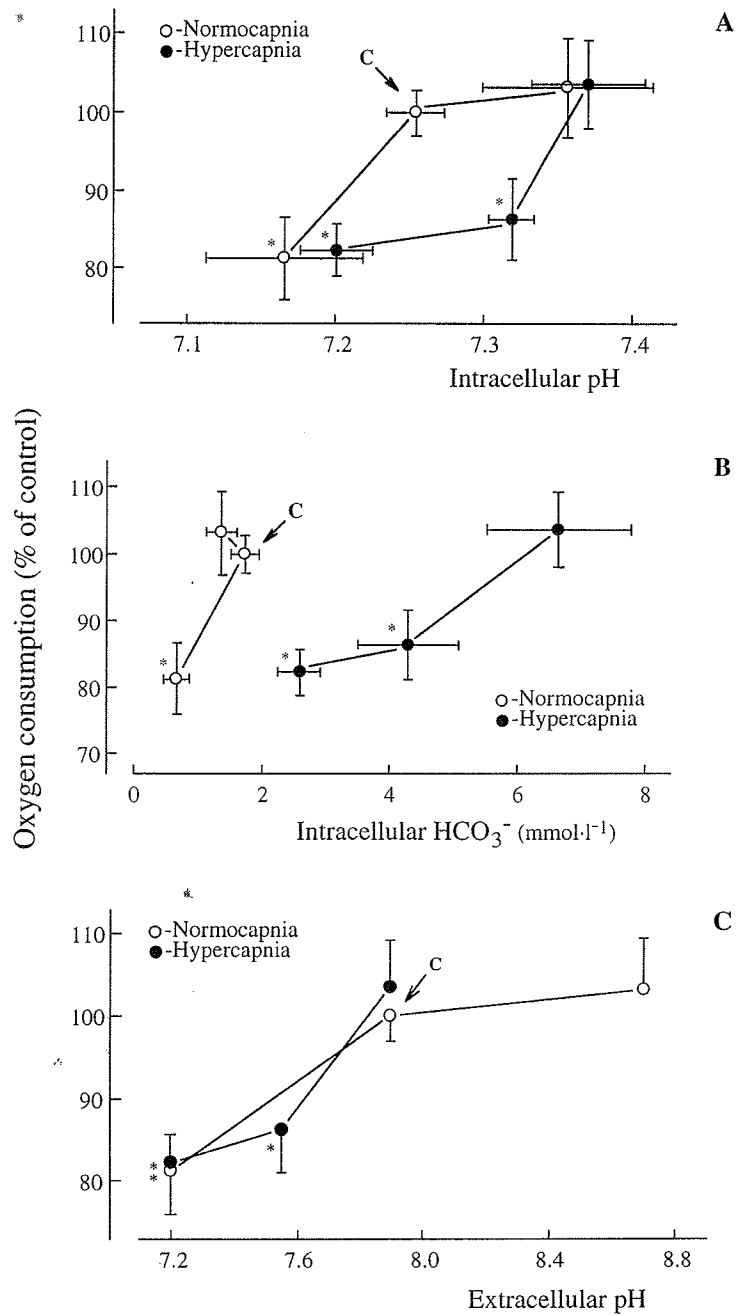 A
○-Normocapnia
●-Hypercapnia
C
110
100
90
80
*
*
*
7.1 7.2 7.3 7.4
Intracellular pH
Oxygen consumption (% of control)
B
110
100
90
80
70
C
*
*
*
○-Normocapnia
●-Hypercapnia
0 2 4 6 8
Intracellular HCO₃⁻ (mmol·l⁻¹)
C
○-Normocapnia
●-Hypercapnia
C
110
100
90
80
*
*
*
7.2 7.6 8.0 8.4 8.8
Extracellular pH